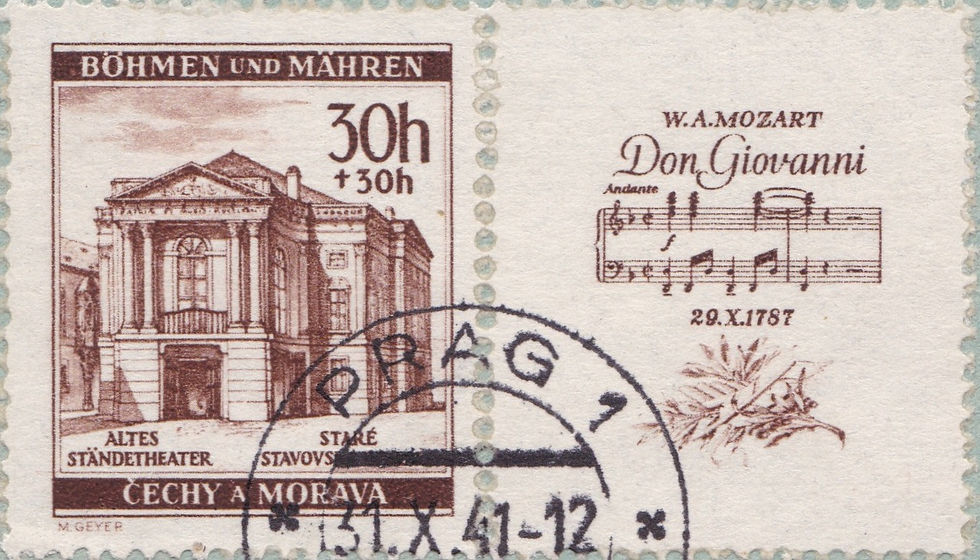 BÖHMEN UND MÄHREN
30h
+30h
ALTES
STÄNDETHEATER
STARÉ
ČECHY A MORAVA
M. GEYER
W.A.MOZART
Don Giovanni
Andante
f
29.X.1787
PRAG 1
* 31.X.41-12 *